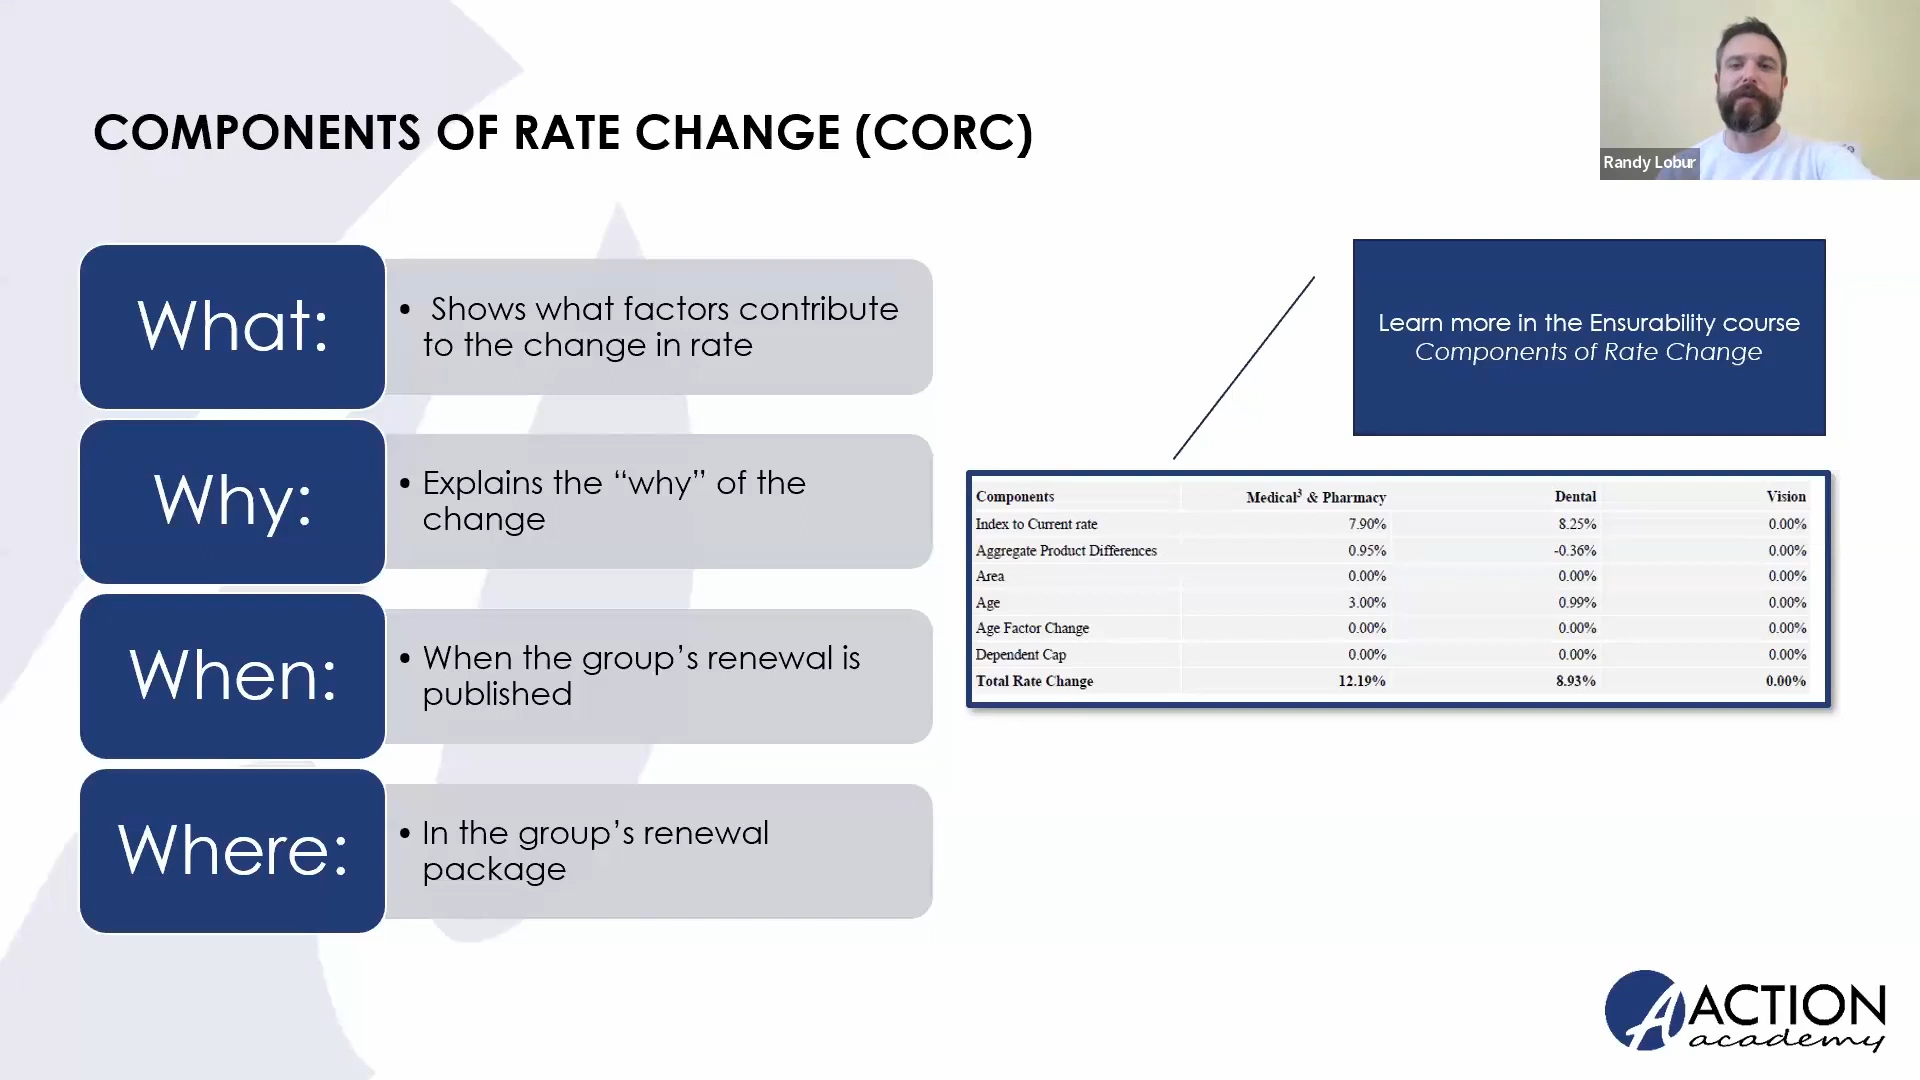 COMPONENTS OF RATE CHANGE (CORC)
Randy Lobur
What:
• Shows what factors contribute
to the change in rate
Why:
• Explains the “why” of the
change
When:
• When the group’s renewal is
published
Where:
• In the group’s renewal
package
Learn more in the Ensurability course
Components of Rate Change
Components Medical³ & Pharmacy Dental Vision
Index to Current rate 7.90% 8.25% 0.00%
Aggregate Product Differences 0.95% -0.36% 0.00%
Area 0.00% 0.00% 0.00%
Age 3.00% 0.99% 0.00%
Age Factor Change 0.00% 0.00% 0.00%
Dependent Cap 0.00% 0.00% 0.00%
Total Rate Change 12.19% 8.93% 0.00%
A ACTION
academy